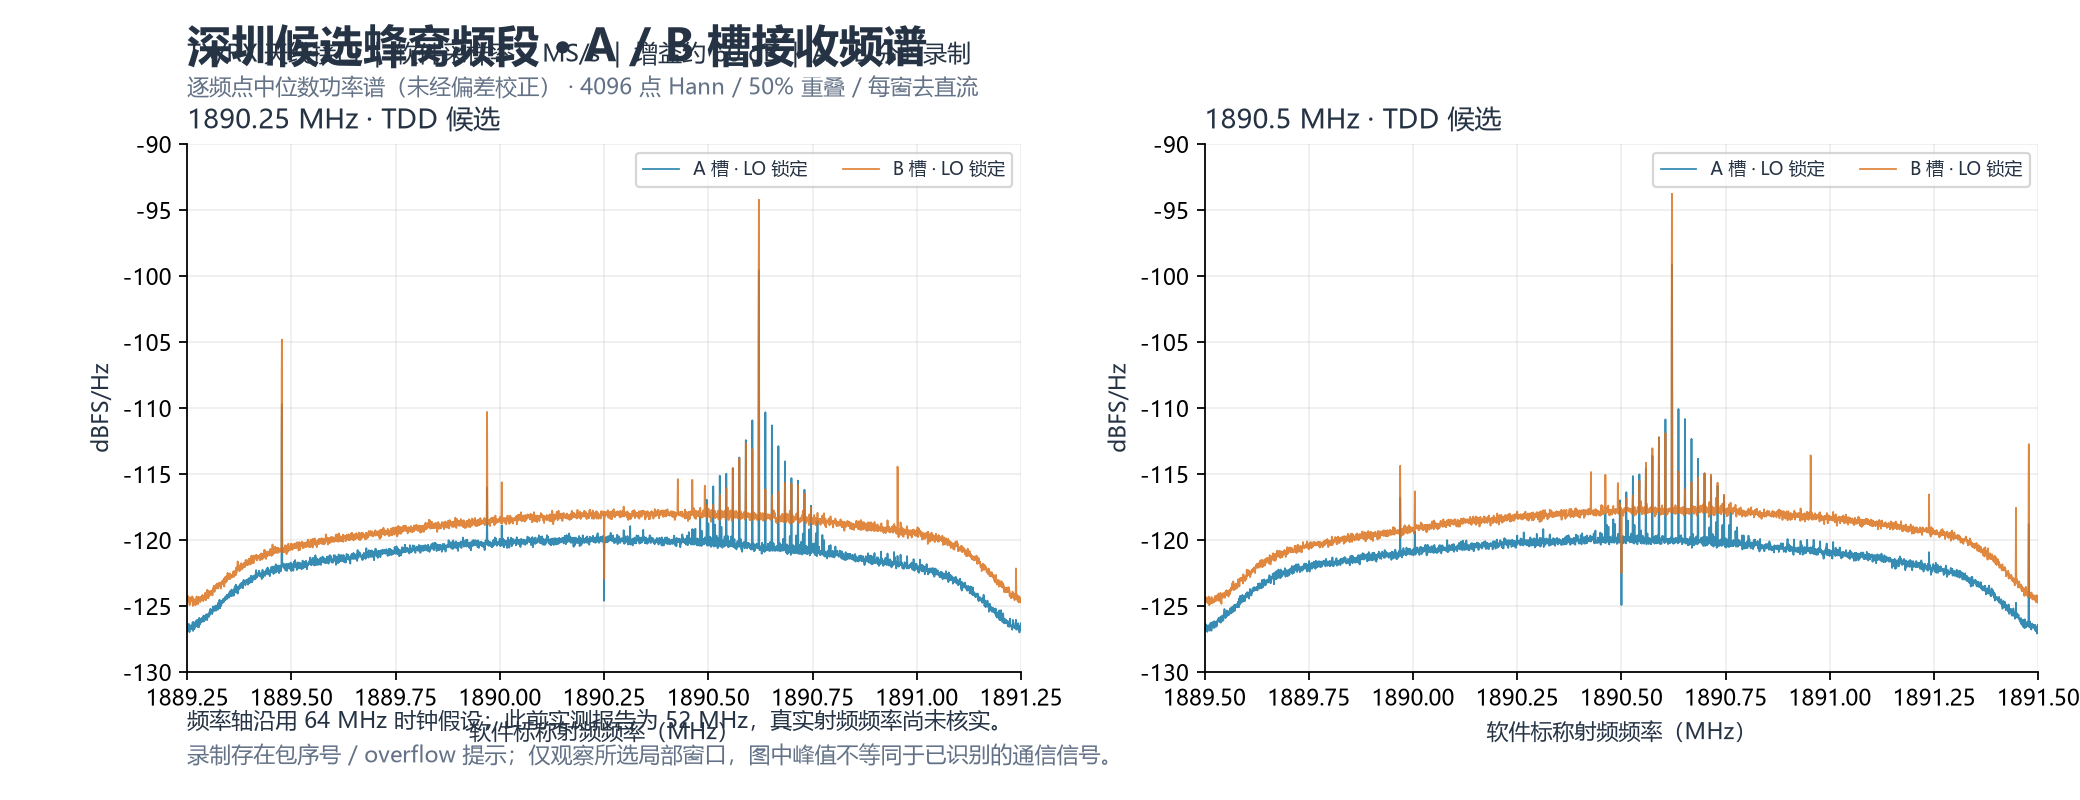 深圳候选蜂窝频段 · A / B 槽接收频谱
MS/s | 增益约 录制
逐频点中位数功率谱（未经偏差校正） · 4096 点 Hann / 50% 重叠 / 每窗去直流
1890.25 MHz · TDD 候选
A 槽 · LO 锁定 B 槽 · LO 锁定
-90
-95
-100
-105
-110
-115
-120
-125
-130
dBFS/Hz
1889.25 1889.50 1889.75 1890.00 1890.25 1890.50 1890.75 1891.00 1891.25
软件标称射频频率（MHz）
1890.5 MHz · TDD 候选
A 槽 · LO 锁定 B 槽 · LO 锁定
-90
-95
-100
-105
-110
-115
-120
-125
-130
dBFS/Hz
1889.50 1889.75 1890.00 1890.25 1890.50 1890.75 1891.00 1891.25 1891.50
软件标称射频频率（MHz）
频率轴沿用 64 MHz 时钟假设；此前实测报告为 52 MHz，真实射频频率尚未核实。
录制存在包序号 / overflow 提示；仅观察所选局部窗口，图中峰值不等同于已识别的通信信号。